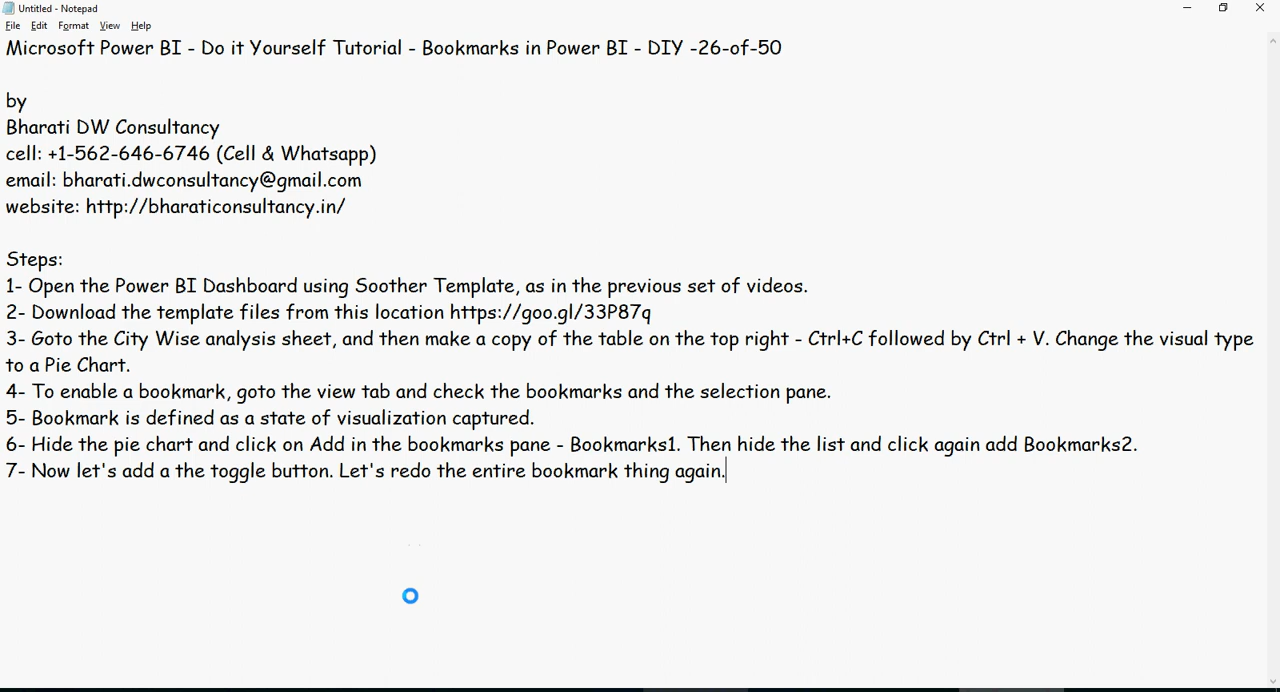 Untitled - Notepad
File Edit Format View Help
Microsoft Power BI - Do it Yourself Tutorial - Bookmarks in Power BI - DIY -26-of-50
by
Bharati DW Consultancy
cell: +1-562-646-6746 (Cell & Whatsapp)
email: bharati.dwconsultancy@gmail.com
website: http://bharaticonsultancy.in/
Steps:
1- Open the Power BI Dashboard using Soother Template, as in the previous set of videos.
2- Download the template files from this location https://goo.gl/33P87q
3- Goto the City Wise analysis sheet, and then make a copy of the table on the top right - Ctrl+C followed by Ctrl + V. Change the visual type
to a Pie Chart.
4- To enable a bookmark, goto the view tab and check the bookmarks and the selection pane.
5- Bookmark is defined as a state of visualization captured.
6- Hide the pie chart and click on Add in the bookmarks pane - Bookmarks1. Then hide the list and click again add Bookmarks2.
7- Now let's add a the toggle button. Let's redo the entire bookmark thing again.